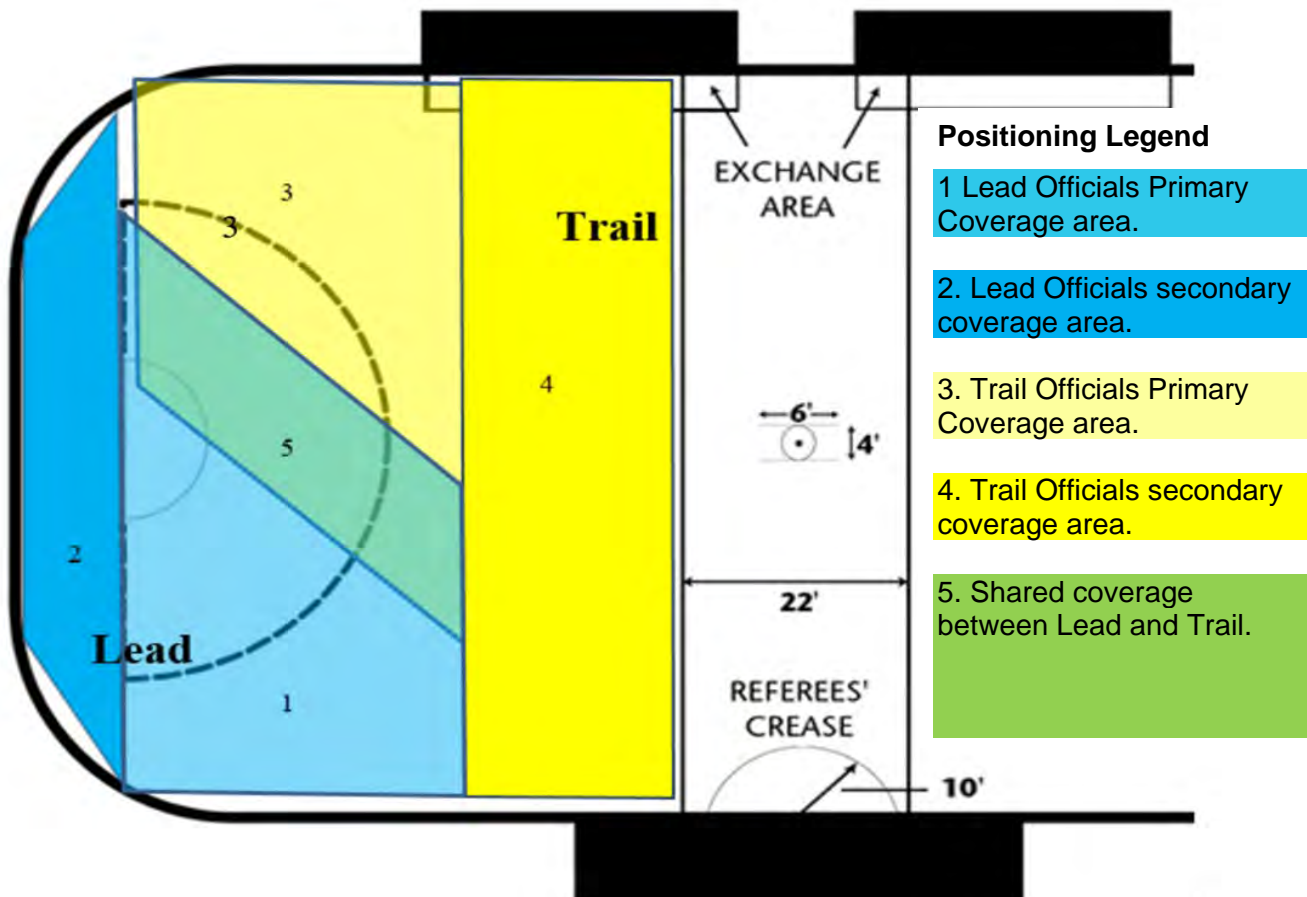 EXCHANGE
AREA
Positioning Legend
1 Lead Officials Primary
Coverage area.
2. Lead Officials secondary
coverage area.
3. Trail Officials Primary
Coverage area.
4. Trail Officials secondary
coverage area.
5. Shared coverage
between Lead and Trail.
3
3
Trail
4
5
2
Lead
1
6'
4'
22'
REFEREES'
CREASE
10'